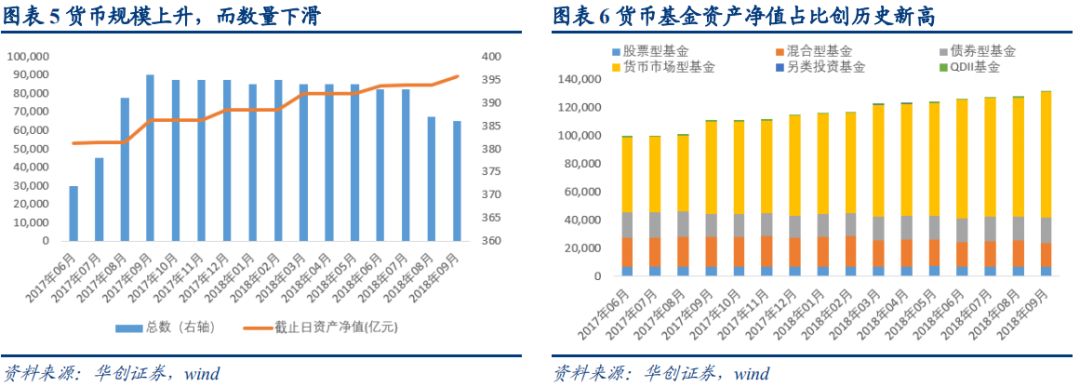 图表 5 货币规模上升，而数量下滑
100,000
90,000
80,000
70,000
60,000
50,000
40,000
30,000
20,000
10,000
0
400
395
390
385
380
375
370
365
360
2017年06月
2017年07月
2017年08月
2017年09月
2017年10月
2017年11月
2017年12月
2018年01月
2018年02月
2018年03月
2018年04月
2018年05月
2018年06月
2018年07月
2018年08月
2018年09月
总数（右轴）
截止日资产净值(亿元)
资料来源：华创证券，wind
图表 6 货币基金资产净值占比创历史新高
股票型基金 混合型基金 债券型基金
货币市场型基金 另类投资基金 QDII基金
140,000
120,000
100,000
80,000
60,000
40,000
20,000
0
2017年06月
2017年07月
2017年08月
2017年09月
2017年10月
2017年11月
2017年12月
2018年01月
2018年02月
2018年03月
2018年04月
2018年05月
2018年06月
2018年07月
2018年08月
2018年09月
资料来源：华创证券，wind